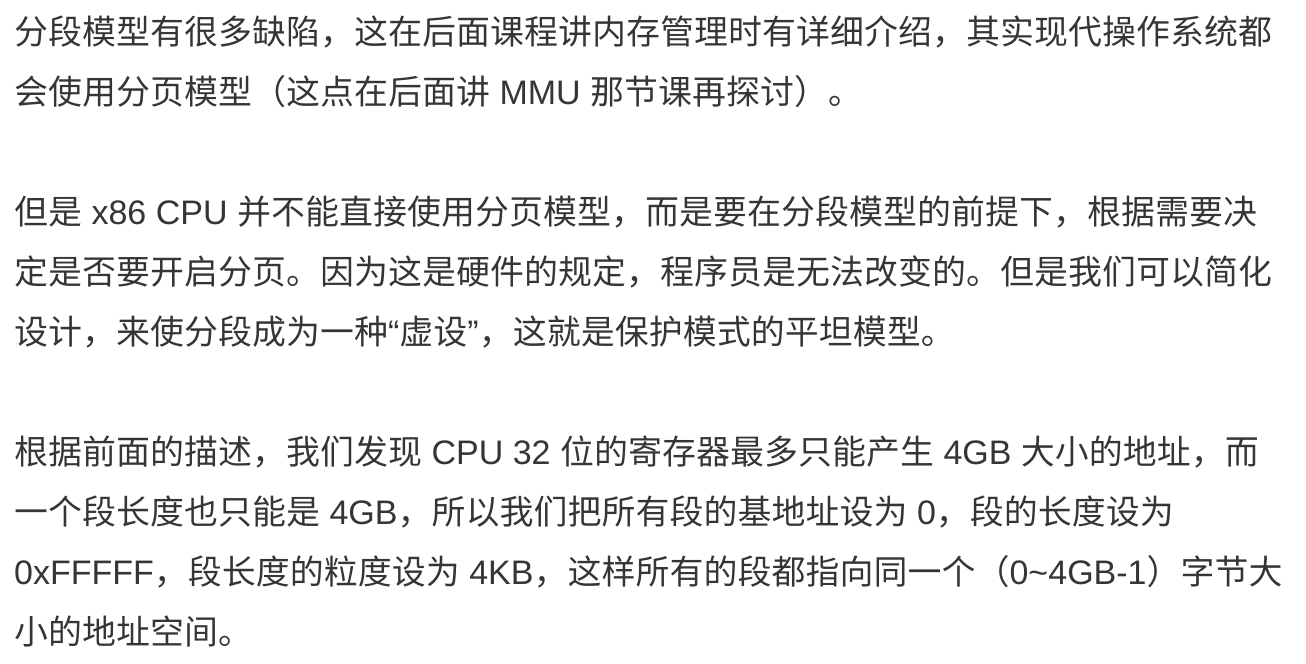 分段模型有很多缺陷，这在后面课程讲内存管理时有详细介绍，其实现代操作系统都
会使用分页模型（这点在后面讲 MMU 那节课再探讨）。
但是 x86 CPU 并不能直接使用分页模型，而是要在分段模型的前提下，根据需要决
定是否要开启分页。因为这是硬件的规定，程序员是无法改变的。但是我们可以简化
设计，来使分段成为一种“虚设”，这就是保护模式的平坦模型。
根据前面的描述，我们发现 CPU 32 位的寄存器最多只能产生 4GB 大小的地址，而
一个段长度也只能是 4GB，所以我们把所有段的基地址设为 0，段的长度设为
0xFFFFF，段长度的粒度设为 4KB，这样所有的段都指向同一个（0~4GB-1）字节大
小的地址空间。